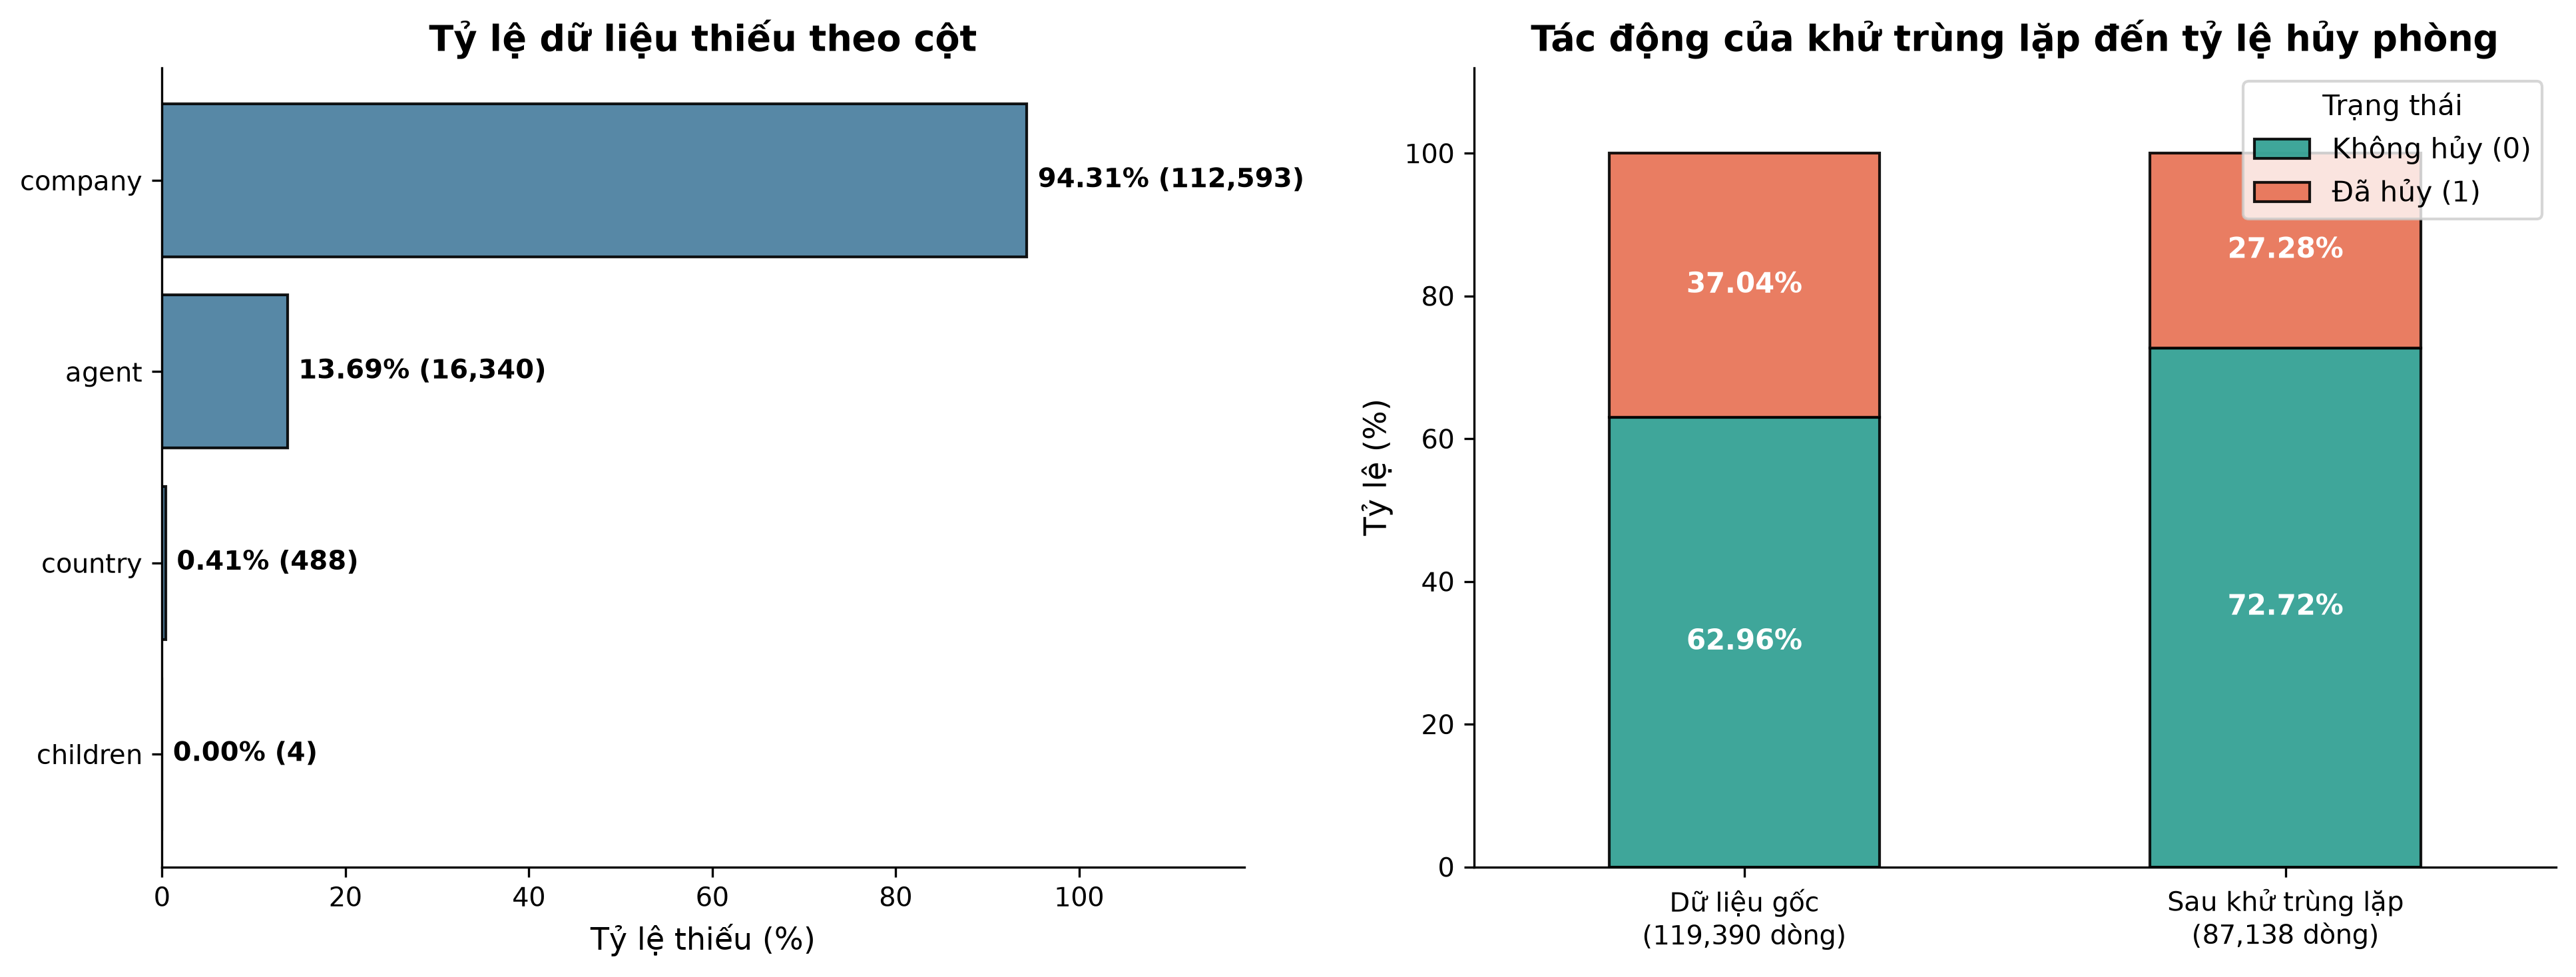 Tỷ lệ dữ liệu thiếu theo cột
company
94.31% (112,593)
agent
13.69% (16,340)
country
0.41% (488)
children
0.00% (4)
0 20 40 60 80 100
Tỷ lệ thiếu (%)
Tác động của khử trùng lặp đến tỷ lệ hủy phòng
Trạng thái
Không hủy (0)
Đã hủy (1)
Tỷ lệ (%)
100
80
60
40
20
0
37.04%
62.96%
27.28%
72.72%
Dữ liệu gốc
(119,390 dòng)
Sau khử trùng lặp
(87,138 dòng)